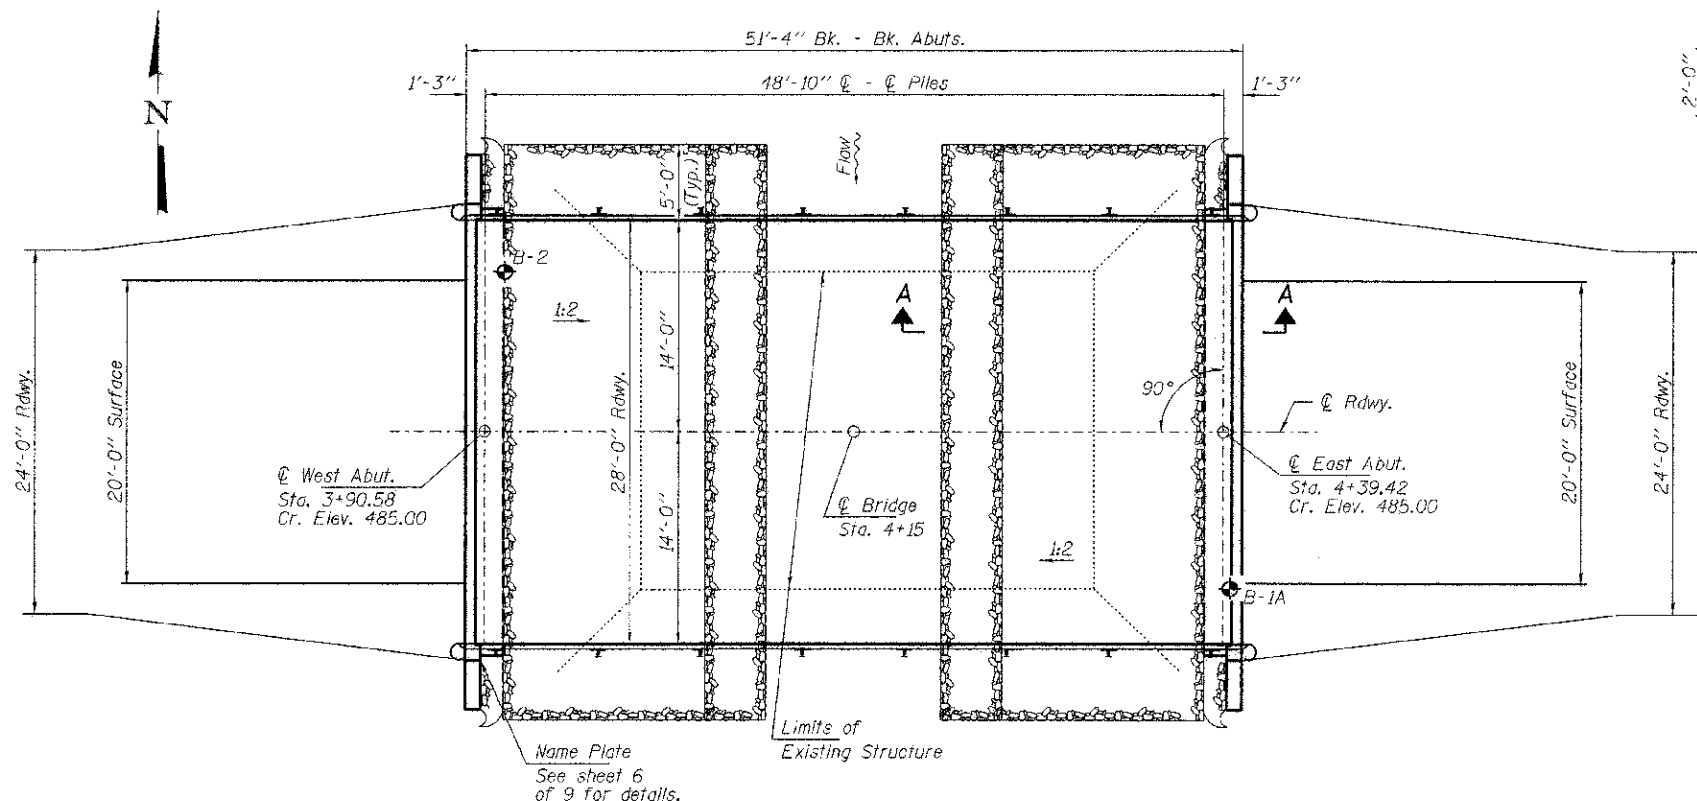 51'-4" Bk. - Bk. Abuts.
1'-3"
48'-10" ℄ - ℄ Piles
1'-3"
2'-0"
N
Flow
5'-0"
(Typ.)
B-2
A
A
1:2
14'-0"
90°
℄ Rdwy.
24'-0" Rdwy.
20'-0" Surface
28'-0" Rdwy.
20'-0" Surface
24'-0" Rdwy.
℄ West Abut.
Sta. 3+90.58
Cr. Elev. 485.00
℄ Bridge
Sta. 4+15
℄ East Abut.
Sta. 4+39.42
Cr. Elev. 485.00
14'-0"
1:2
B-1A
Limits of
Existing Structure
Name Plate
See sheet 6
of 9 for details.